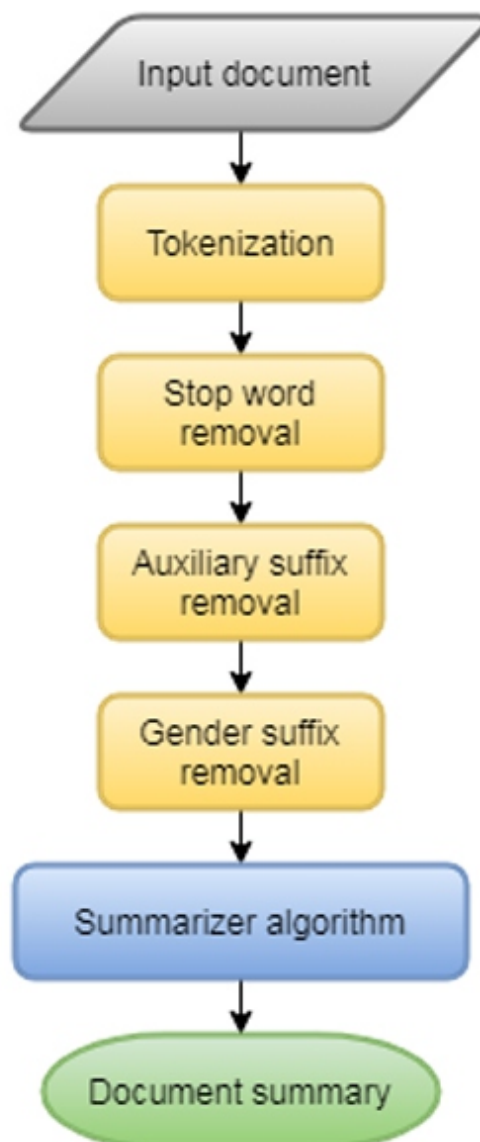 Input document
Tokenization
Stop word
removal
Auxiliary suffix
removal
Gender suffix
removal
Summarizer algorithm
Document summary